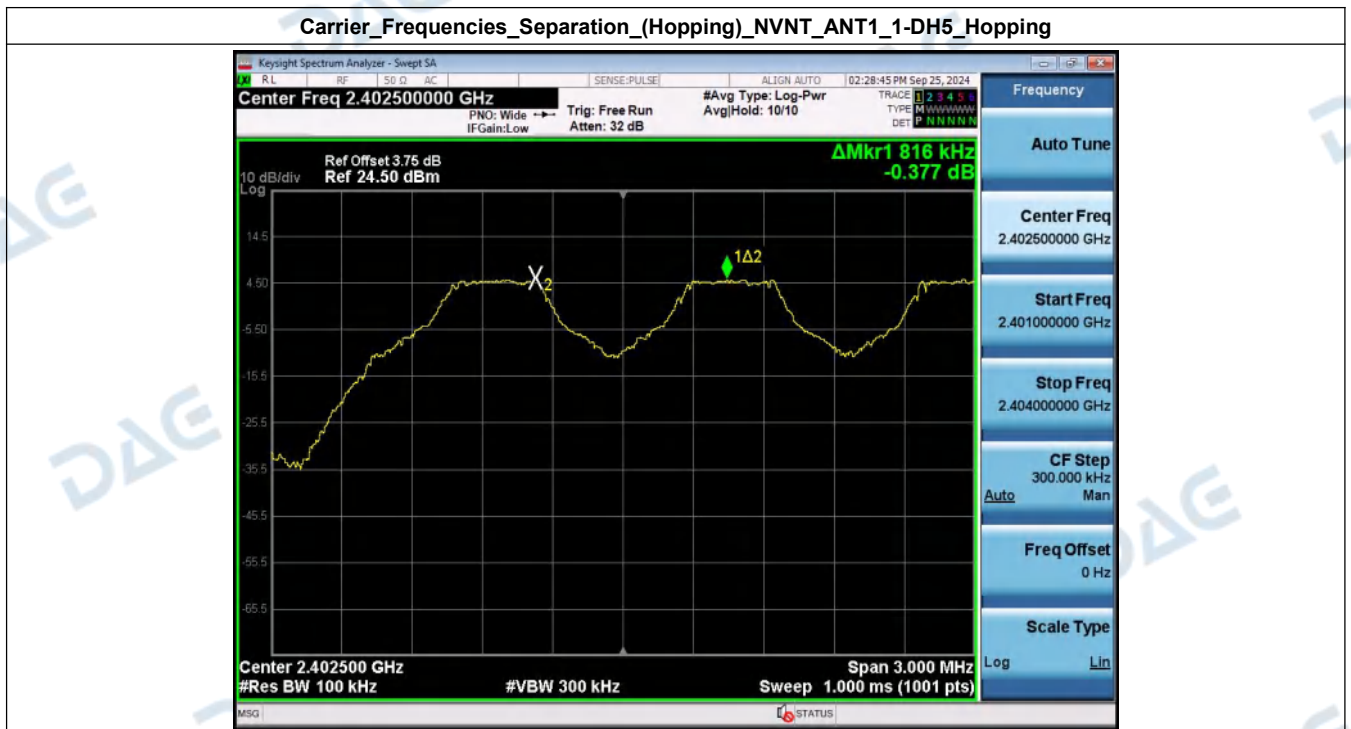 Carrier_Frequencies_Separation_(Hopping)_NVNT_ANT1_1-DH5_Hopping
Keysight Spectrum Analyzer - Swept SA
RL RF 50 Ω AC SENSE:PULSE ALIGN AUTO 02:28:45 PM Sep 25, 2024
Center Freq 2.402500000 GHz
PNO: Wide
IFGain:Low
Trig: Free Run
Atten: 32 dB
#Avg Type: Log-Pwr
Avg|Hold: 10/10
TRACE 1 2 3 4 5 6
TYPE M WWWWW
DET P N N N N N
Frequency
Auto Tune
Center Freq
2.402500000 GHz
Start Freq
2.401000000 GHz
Stop Freq
2.404000000 GHz
CF Step
300.000 kHz
Auto Man
Freq Offset
0 Hz
Scale Type
Log Lin
ΔMkr1 816 kHz
-0.377 dB
Ref Offset 3.75 dB
10 dB/div Ref 24.50 dBm
Log
14.5
4.50
-5.50
-15.5
-25.5
-35.5
-45.5
-55.5
-65.5
X2
1Δ2
Center 2.402500 GHz Span 3.000 MHz
#Res BW 100 kHz #VBW 300 kHz Sweep 1.000 ms (1001 pts)
MSG STATUS
DAE
DAE